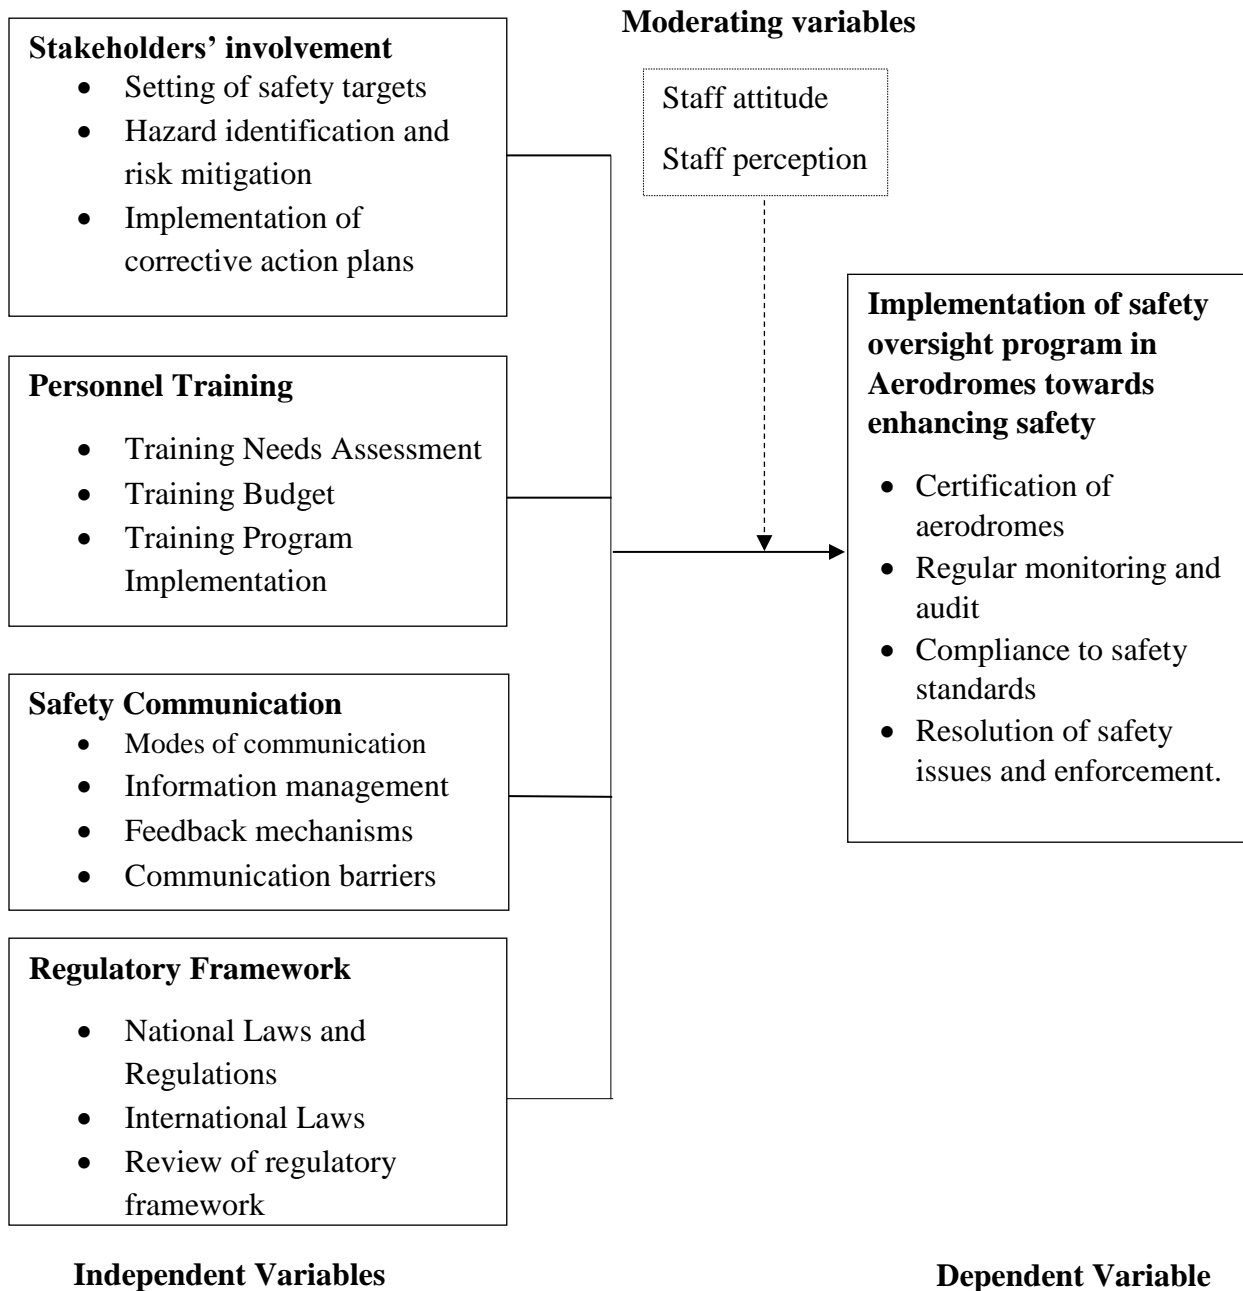 Moderating variables
Stakeholders’ involvement
• Setting of safety targets
• Hazard identification and
risk mitigation
• Implementation of
corrective action plans
Staff attitude
Staff perception
Personnel Training
• Training Needs Assessment
• Training Budget
• Training Program
Implementation
Safety Communication
• Modes of communication
• Information management
• Feedback mechanisms
• Communication barriers
Regulatory Framework
• National Laws and
Regulations
• International Laws
• Review of regulatory
framework
Implementation of safety
oversight program in
Aerodromes towards
enhancing safety
• Certification of
aerodromes
• Regular monitoring and
audit
• Compliance to safety
standards
• Resolution of safety
issues and enforcement.
Independent Variables
Dependent Variable